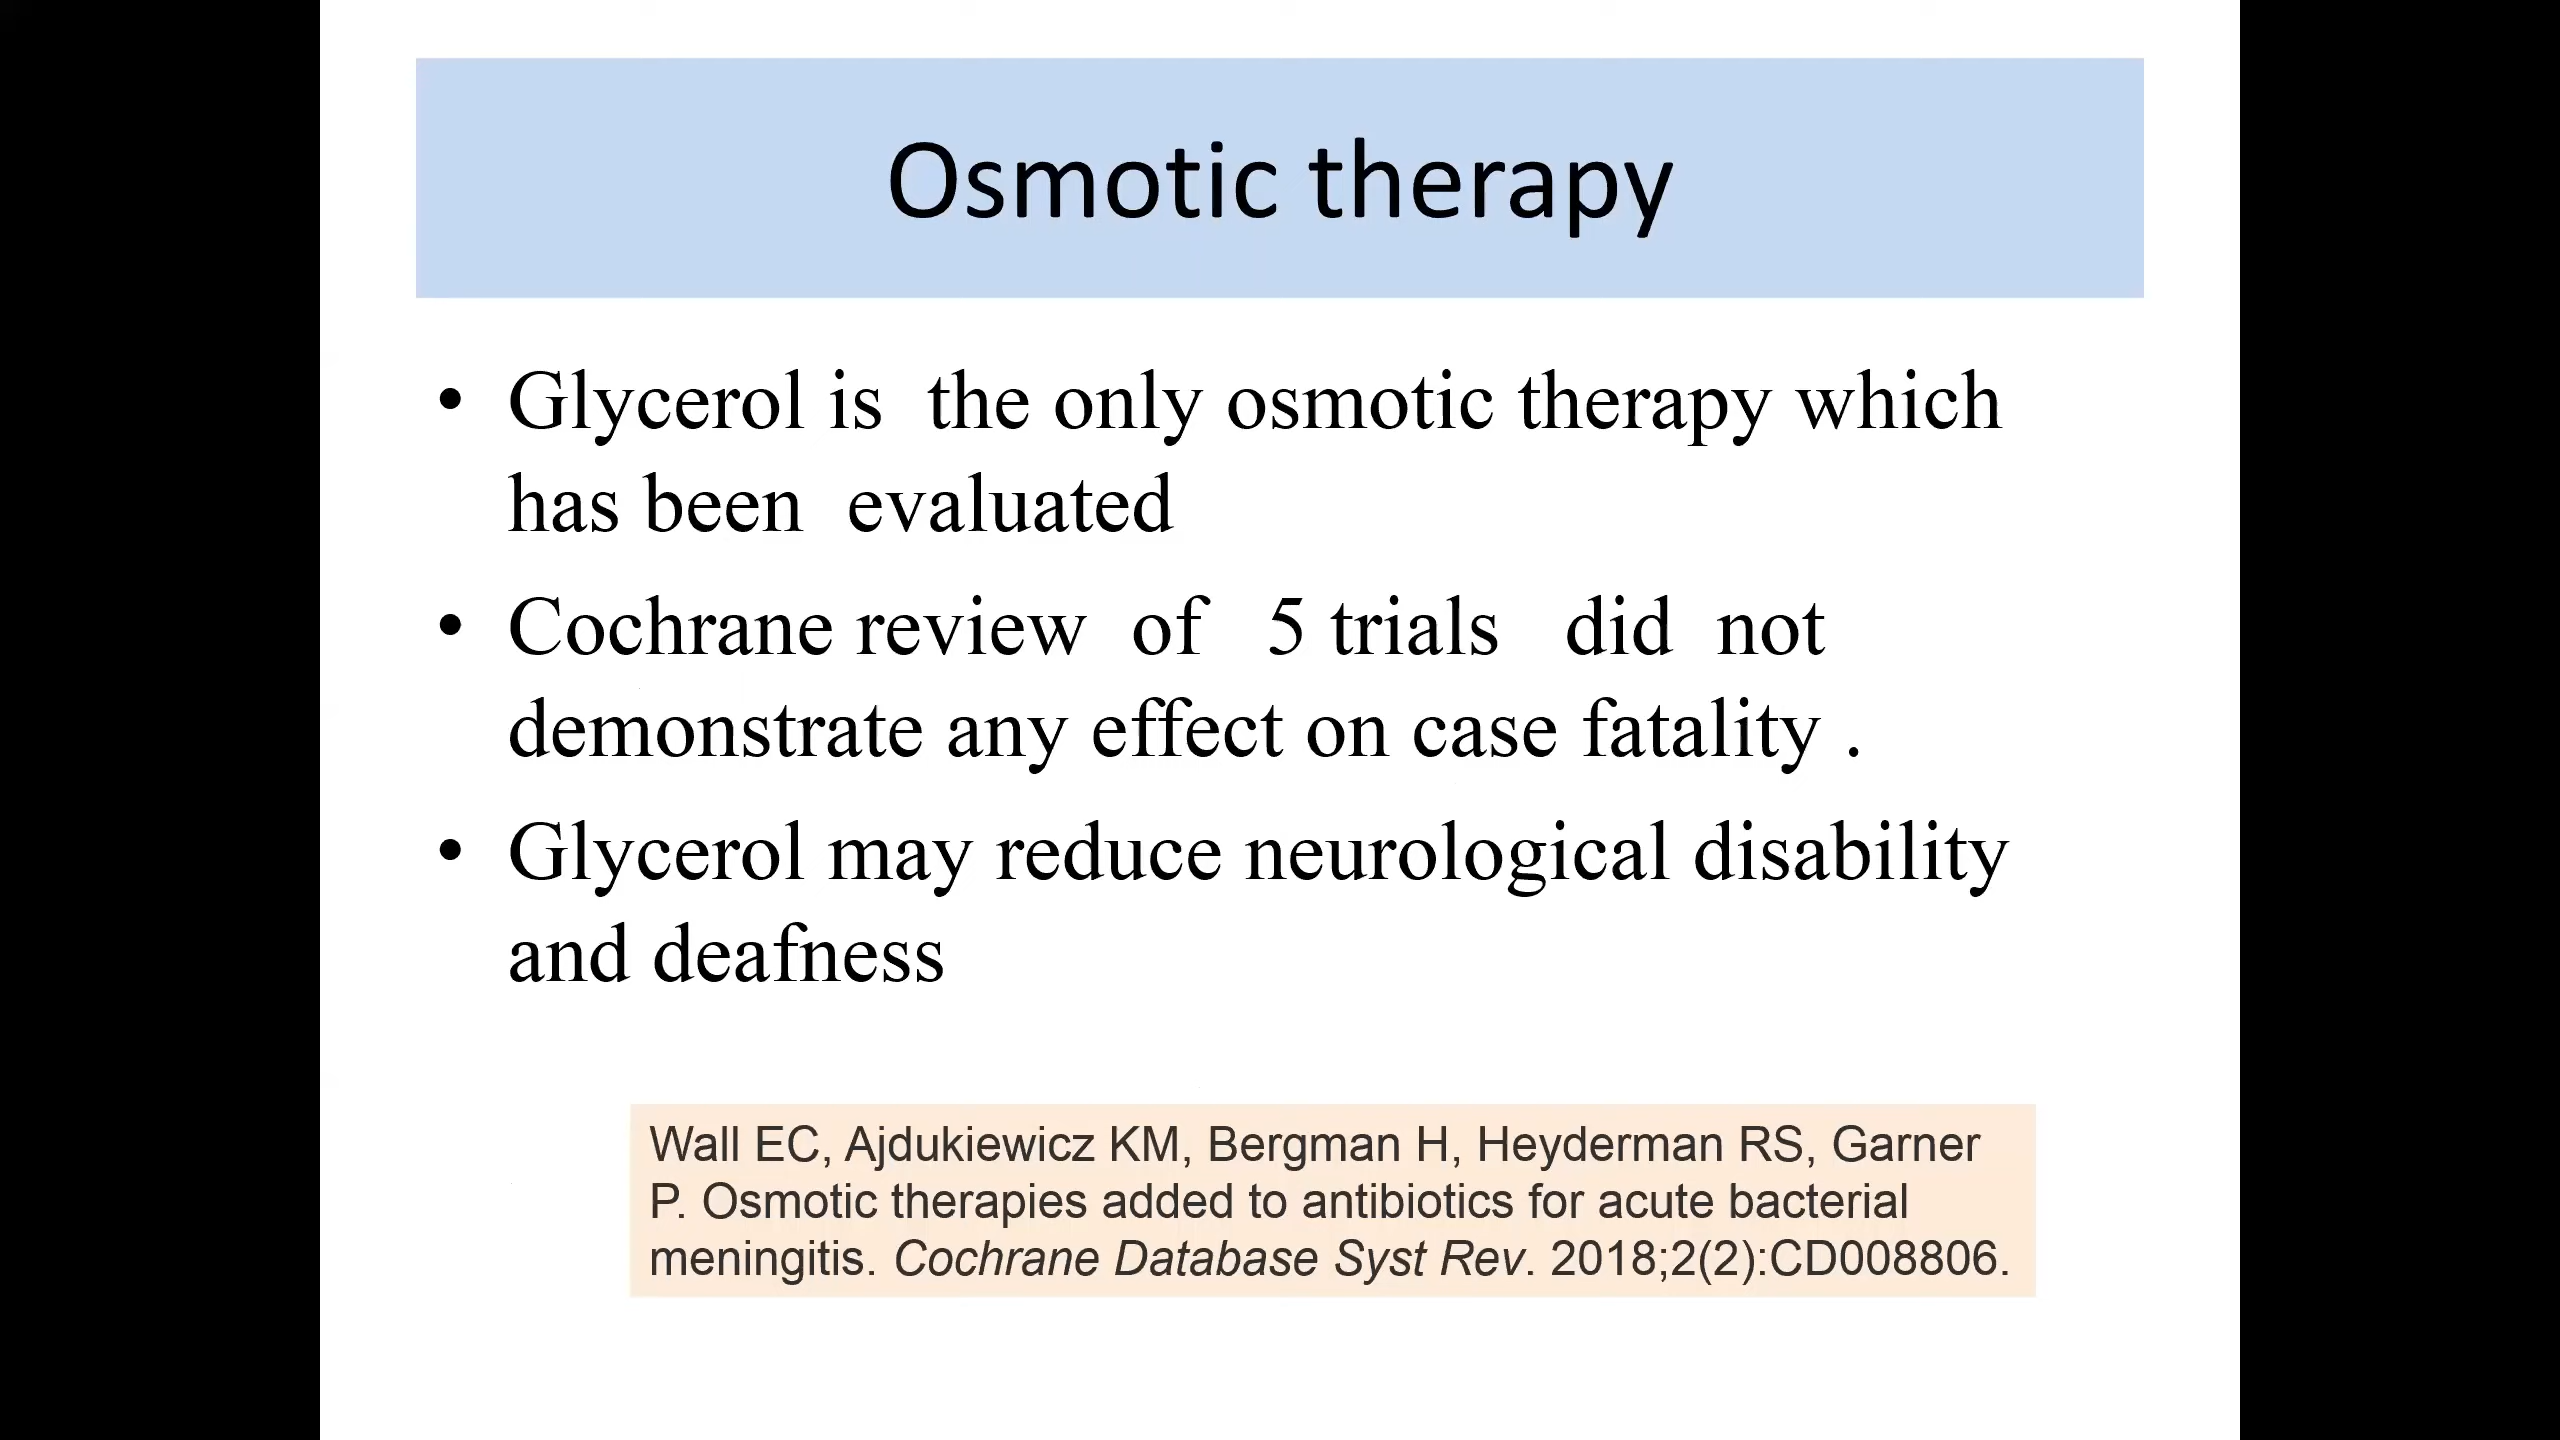 Osmotic therapy
• Glycerol is  the only osmotic therapy which
has been  evaluated
• Cochrane review  of   5 trials   did  not
demonstrate any effect on case fatality .
• Glycerol may reduce neurological disability
and deafness
Wall EC, Ajdukiewicz KM, Bergman H, Heyderman RS, Garner
P. Osmotic therapies added to antibiotics for acute bacterial
meningitis. Cochrane Database Syst Rev. 2018;2(2):CD008806.